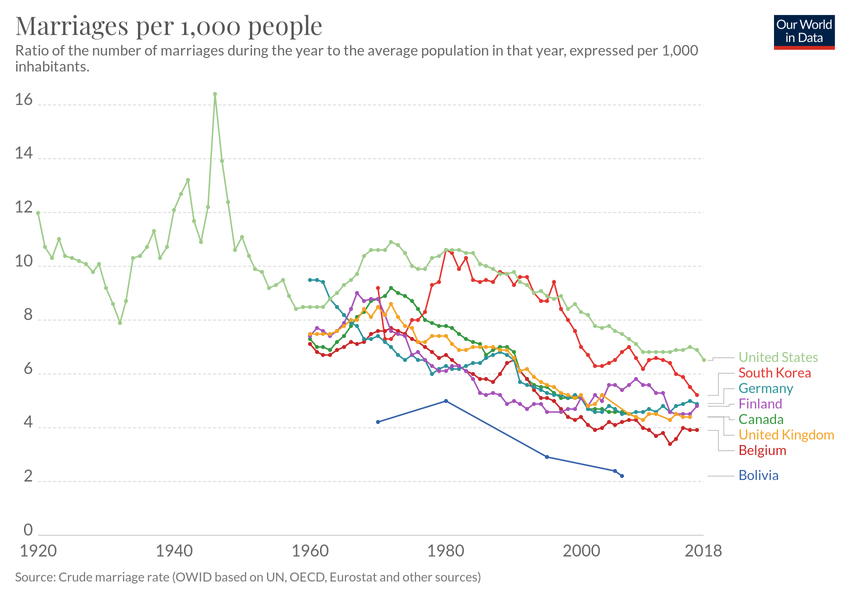 Marriages per 1,000 people
Our World
in Data
Ratio of the number of marriages during the year to the average population in that year, expressed per 1,000
inhabitants.
16
14
12
10
8
6
4
2
0
United States
South Korea
Germany
Finland
Canada
United Kingdom
Belgium
Bolivia
1920
1940
1960
1980
2000
2018
Source: Crude marriage rate (OWID based on UN, OECD, Eurostat and other sources)